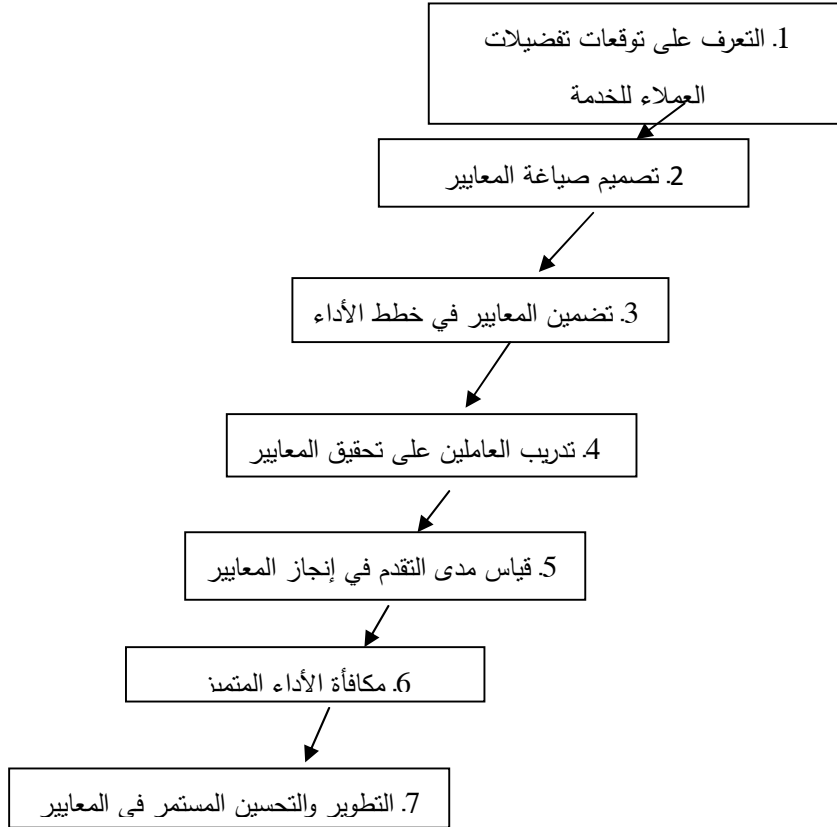 1. التعرف على توقعات تفضيلات
العملاء للخدمة
2. تصميم صياغة المعايير
3. تضمين المعايير في خطط الأداء
4. تدريب العاملين على تحقيق المعايير
5. قياس مدى التقدم في إنجاز المعايير
6. مكافأة الأداء المتميز
7. التطوير والتحسين المستمر في المعايير